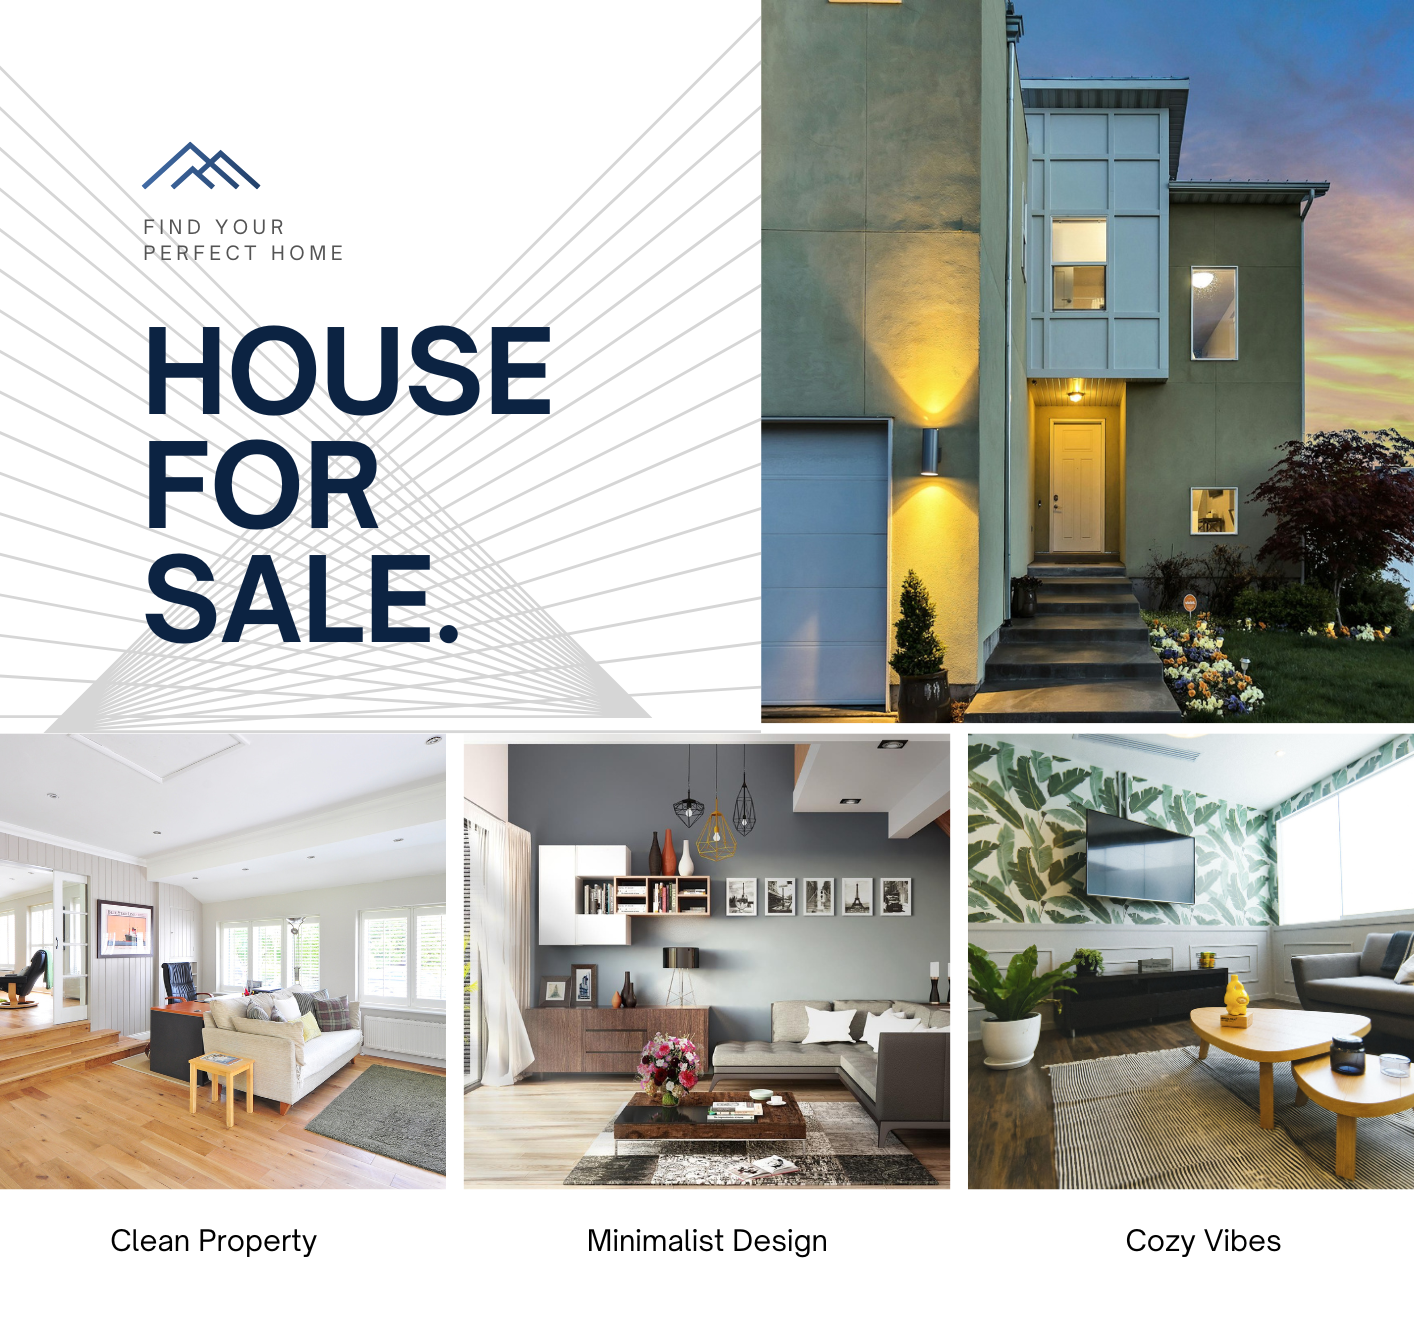 FIND YOUR
PERFECT HOME
HOUSE
FOR
SALE.
Clean Property
Minimalist Design
Cozy Vibes